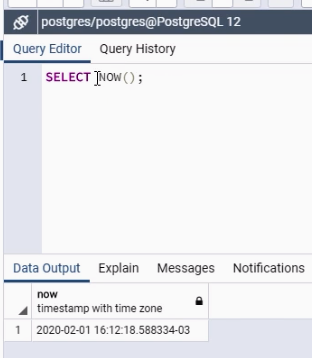 postgres/postgres@PostgreSQL 12
Query Editor Query History
1 SELECT NOW();
Data Output Explain Messages Notifications
now
timestamp with time zone
1 2020-02-01 16:12:18.588334-03